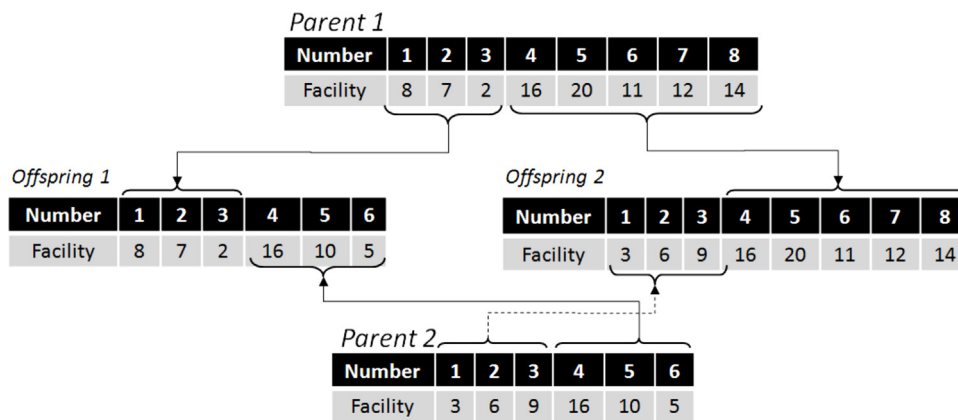 Parent 1
Number 1 2 3 4 5 6 7 8
Facility 8 7 2 16 20 11 12 14
Offspring 1
Number 1 2 3 4 5 6
Facility 8 7 2 16 10 5
Offspring 2
Number 1 2 3 4 5 6 7 8
Facility 3 6 9 16 20 11 12 14
Parent 2
Number 1 2 3 4 5 6
Facility 3 6 9 16 10 5